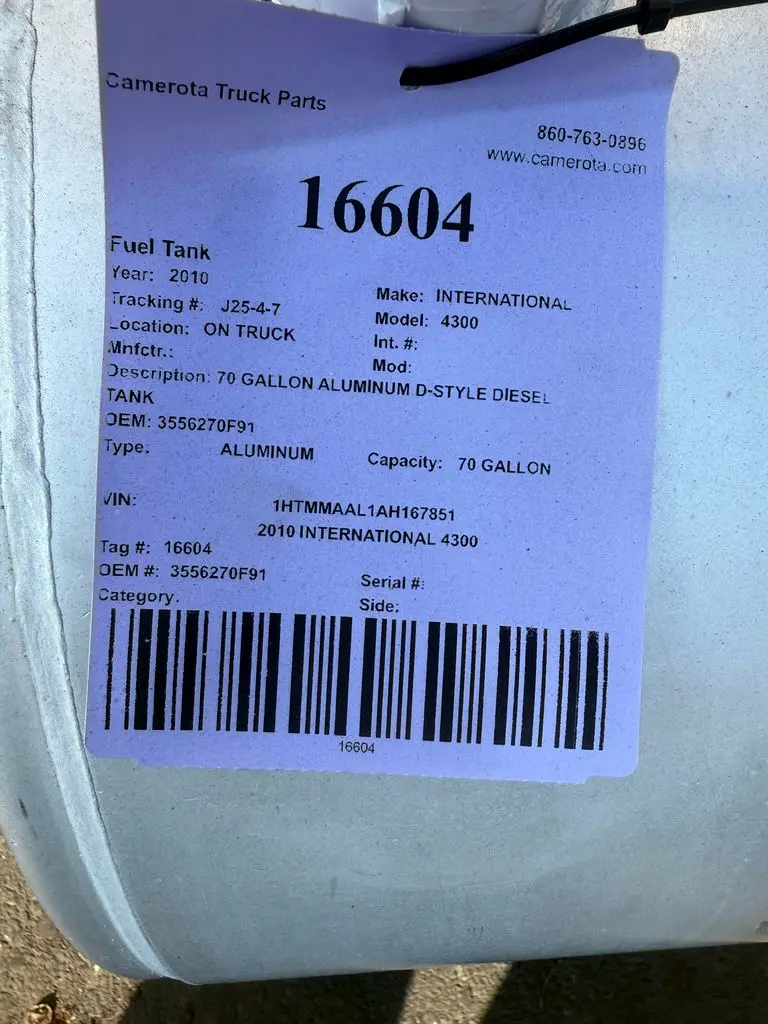 Camerota Truck Parts
860-763-0896
www.camerota.com
16604
Fuel Tank
Year: 2010
Make: INTERNATIONAL
Tracking #: J25-4-7
Model: 4300
Location: ON TRUCK
Int. #:
Mnfctr.:
Mod:
Description: 70 GALLON ALUMINUM D-STYLE DIESEL
TANK
OEM: 3556270F91
Type: ALUMINUM Capacity: 70 GALLON
VIN: 1HTMMAAL1AH167851
2010 INTERNATIONAL 4300
Tag #: 16604
OEM #: 3556270F91 Serial #:
Category: Side:
16604